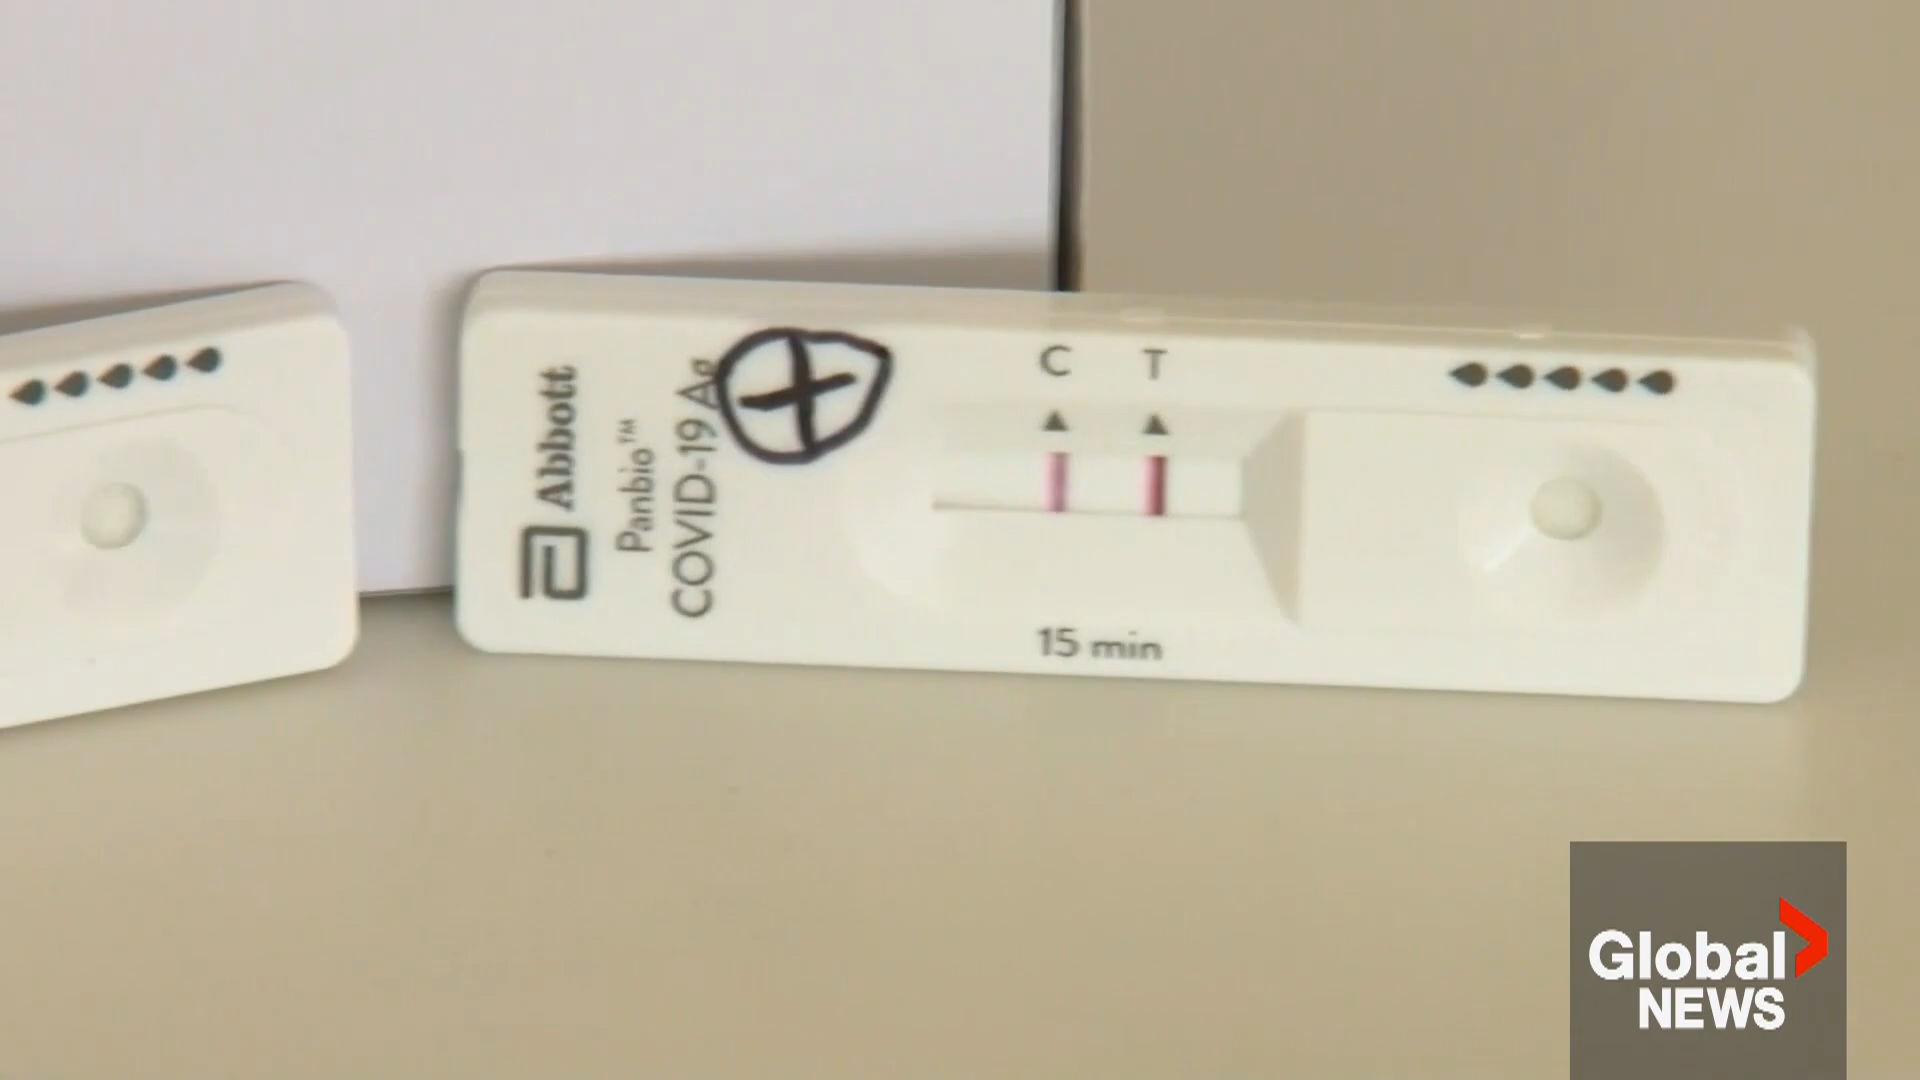 Abbott
Panbio™
COVID-19 Ag
C T
15 min
Global
NEWS